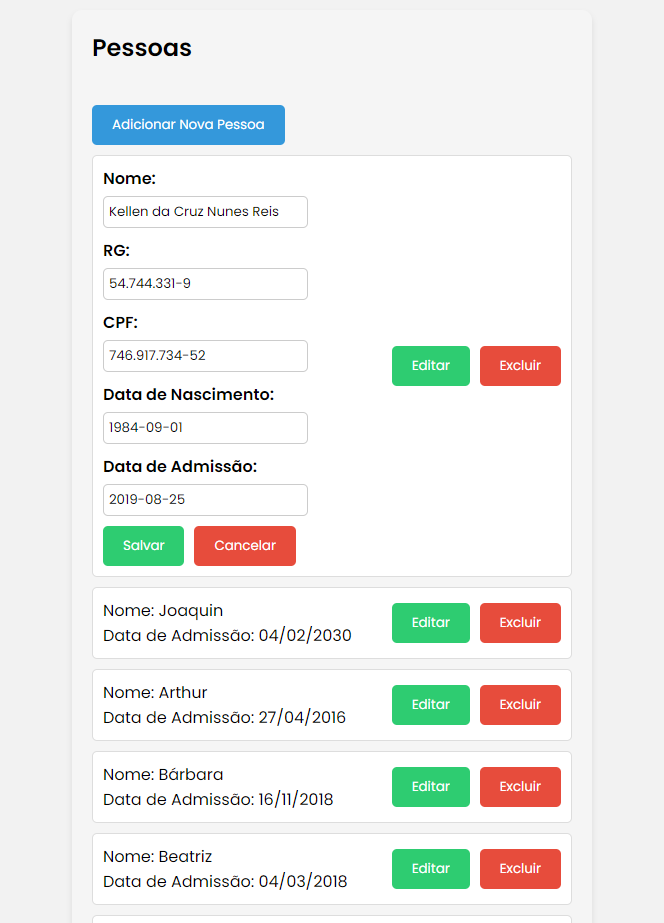 Pessoas
Adicionar Nova Pessoa
Nome:
Kellen da Cruz Nunes Reis
RG:
54.744.331-9
CPF:
746.917.734-52
Editar Excluir
Data de Nascimento:
1984-09-01
Data de Admissão:
2019-08-25
Salvar Cancelar
Nome: Joaquin
Data de Admissão: 04/02/2030
Editar Excluir
Nome: Arthur
Data de Admissão: 27/04/2016
Editar Excluir
Nome: Bárbara
Data de Admissão: 16/11/2018
Editar Excluir
Nome: Beatriz
Data de Admissão: 04/03/2018
Editar Excluir